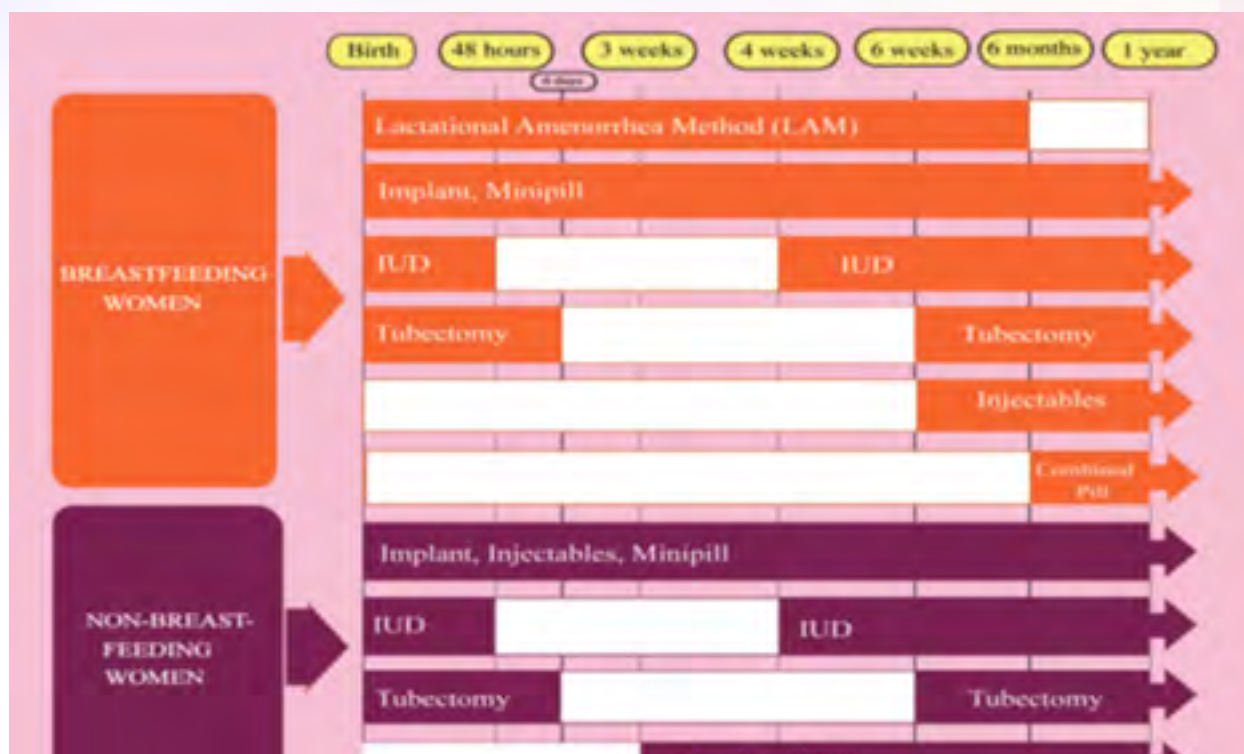 Birth
48 hours
3 weeks
4 weeks
6 weeks
6 months
1 year
Lactational Amenorrhea Method (LAM)
Implant, Minipill
BREASTFEEDING
WOMEN
IUD
IUD
Tubectomy
Tubectomy
Injectables
Combined
Pill
Implant, Injectables, Minipill
NON-BREAST-
FEEDING
WOMEN
IUD
IUD
Tubectomy
Tubectomy